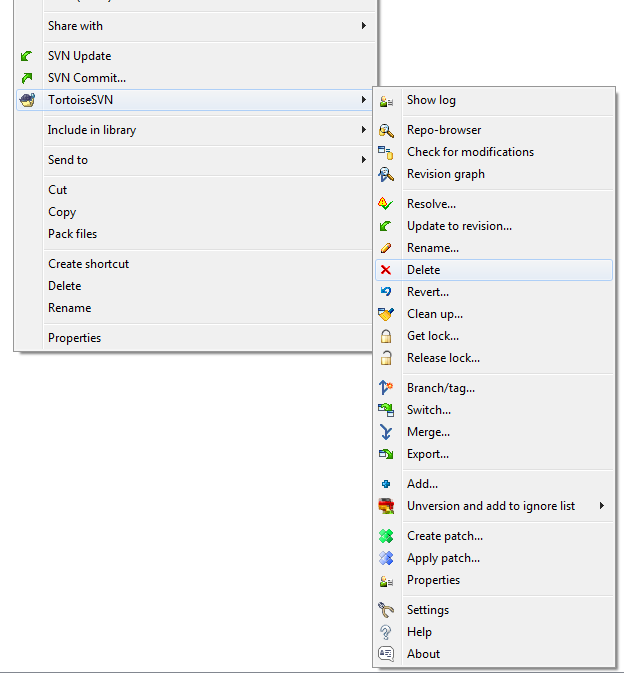 Share with
SVN Update
SVN Commit...
TortoiseSVN
Include in library
Send to
Cut
Copy
Pack files
Create shortcut
Delete
Rename
Properties
Show log
Repo-browser
Check for modifications
Revision graph
Resolve...
Update to revision...
Rename...
Delete
Revert...
Clean up...
Get lock...
Release lock...
Branch/tag...
Switch...
Merge...
Export...
Add...
Unversion and add to ignore list
Create patch...
Apply patch...
Properties
Settings
Help
About